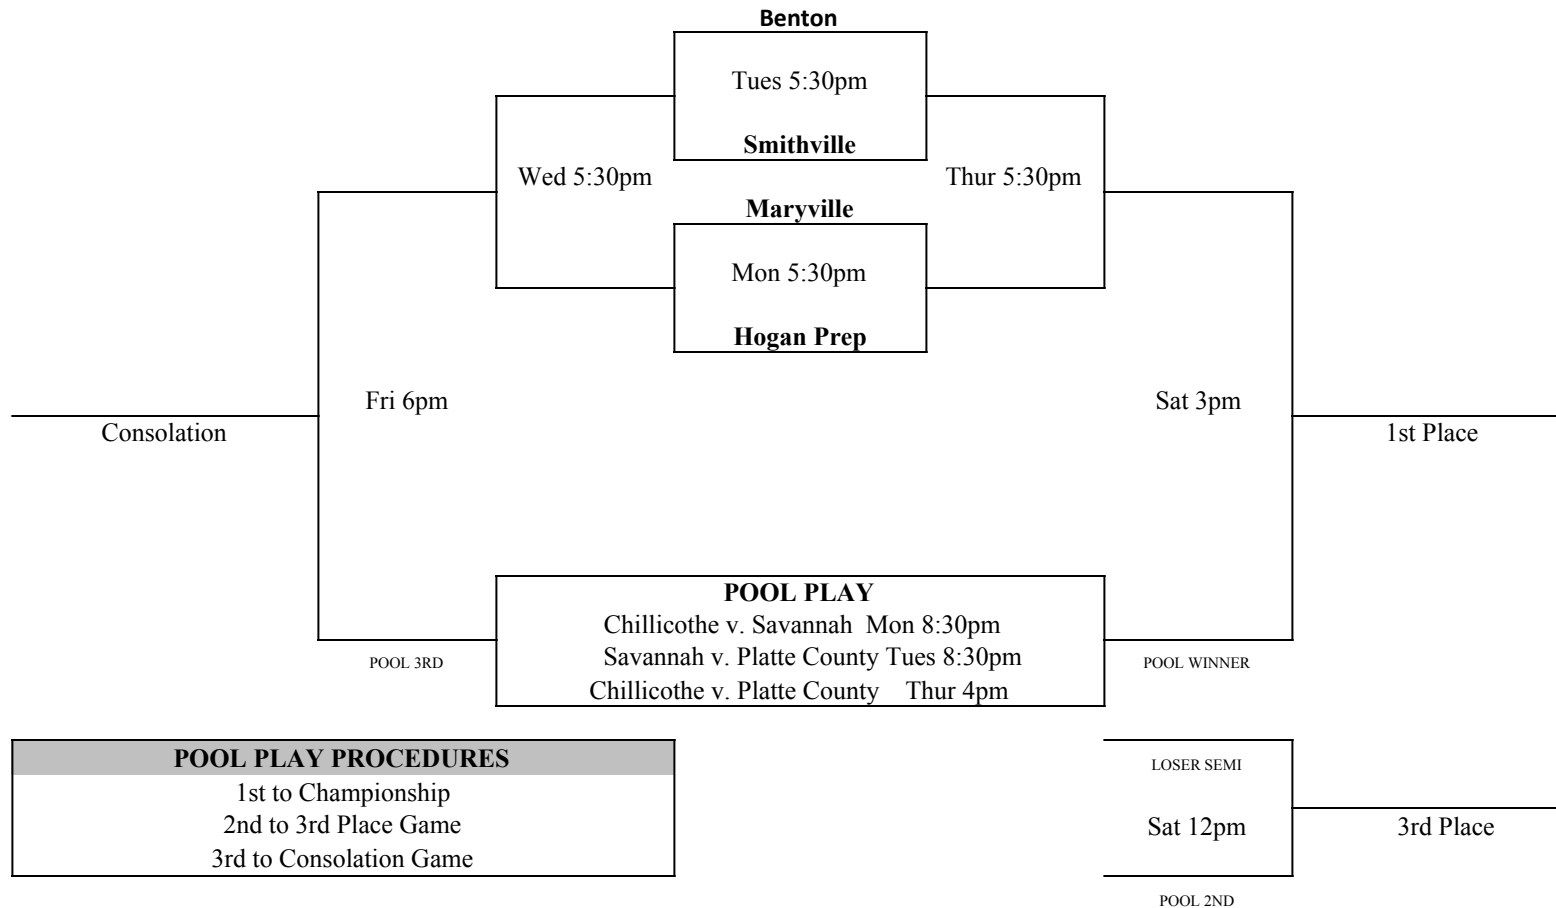 Benton
Tues 5:30pm
Smithville
Wed 5:30pm
Thur 5:30pm
Maryville
Mon 5:30pm
Hogan Prep
Fri 6pm
Sat 3pm
Consolation
1st Place
POOL PLAY
Chillicothe v. Savannah Mon 8:30pm
Savannah v. Platte County Tues 8:30pm
Chillicothe v. Platte County Thur 4pm
POOL 3RD
POOL WINNER
POOL PLAY PROCEDURES
1st to Championship
2nd to 3rd Place Game
3rd to Consolation Game
LOSER SEMI
Sat 12pm
3rd Place
POOL 2ND